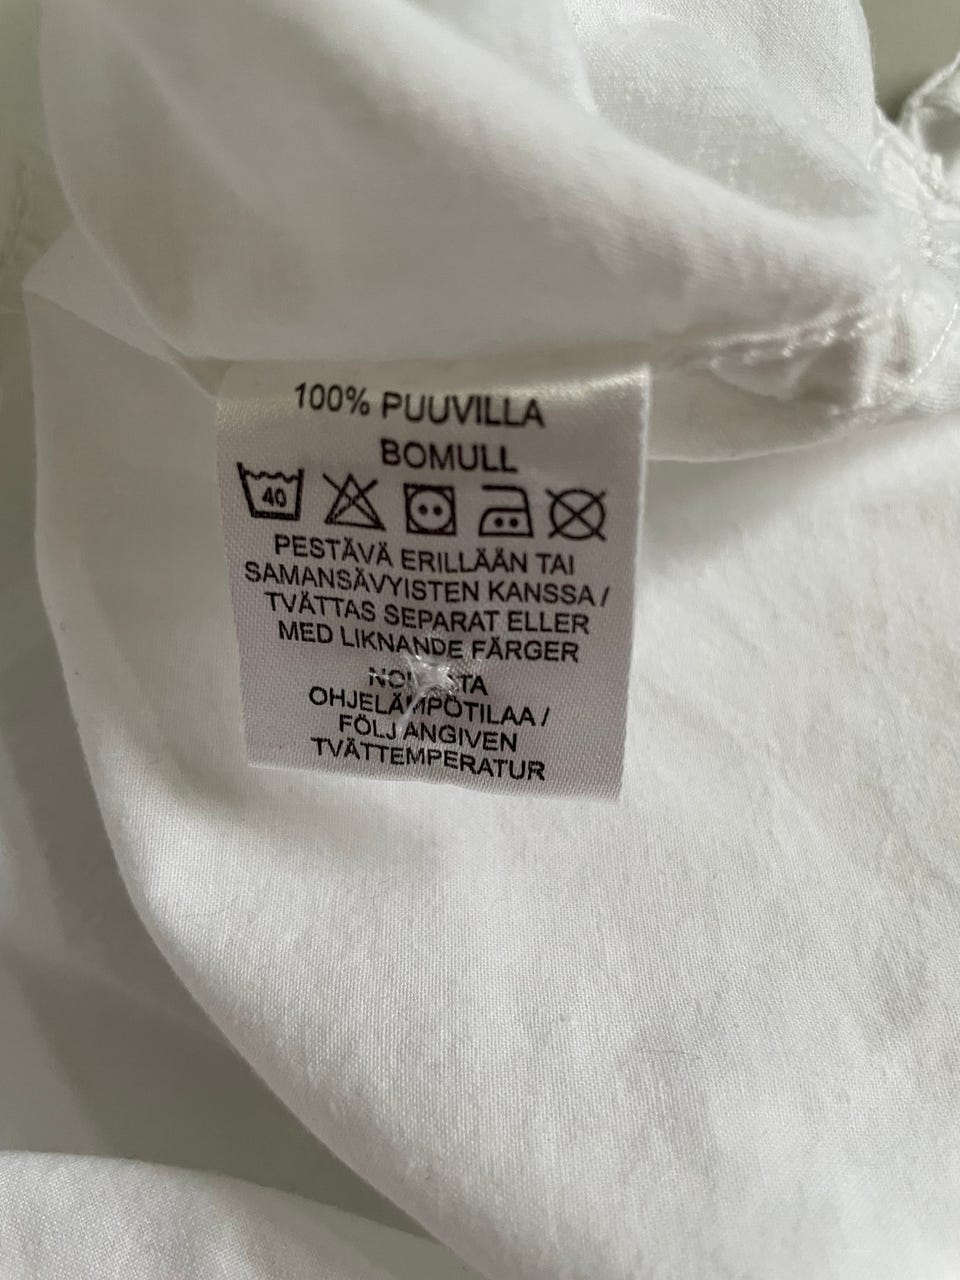 100% PUUVILLA
BOMULL
40
PESTÄVÄ ERILLÄÄN TAI
SAMANSÄVYISTEN KANSSA /
TVÄTTAS SEPARAT ELLER
MED LIKNANDE FÄRGER
OHJELÄMPÖTILAA /
FÖLJ ANGIVEN
TVÄTTEMPERATUR